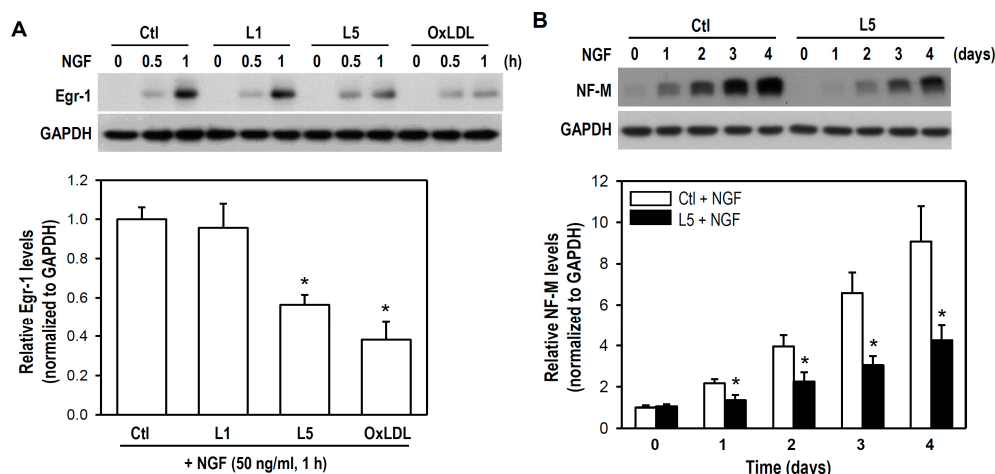 A
Ctl L1 L5 OxLDL
NGF 0 0.5 1 0 0.5 1 0 0.5 1 0 0.5 1 (h)
Egr-1
GAPDH
Relative Egr-1 levels
(normalized to GAPDH)
1.2
1.0
0.8
0.6
0.4
0.2
0.0
* *
Ctl L1 L5 OxLDL
+ NGF (50 ng/ml, 1 h)
B
Ctl L5
NGF 0 1 2 3 4 0 1 2 3 4 (days)
NF-M
GAPDH
Relative NF-M levels
(normalized to GAPDH)
12
10
8
6
4
2
0
Ctl + NGF
L5 + NGF
* * * *
0 1 2 3 4
Time (days)